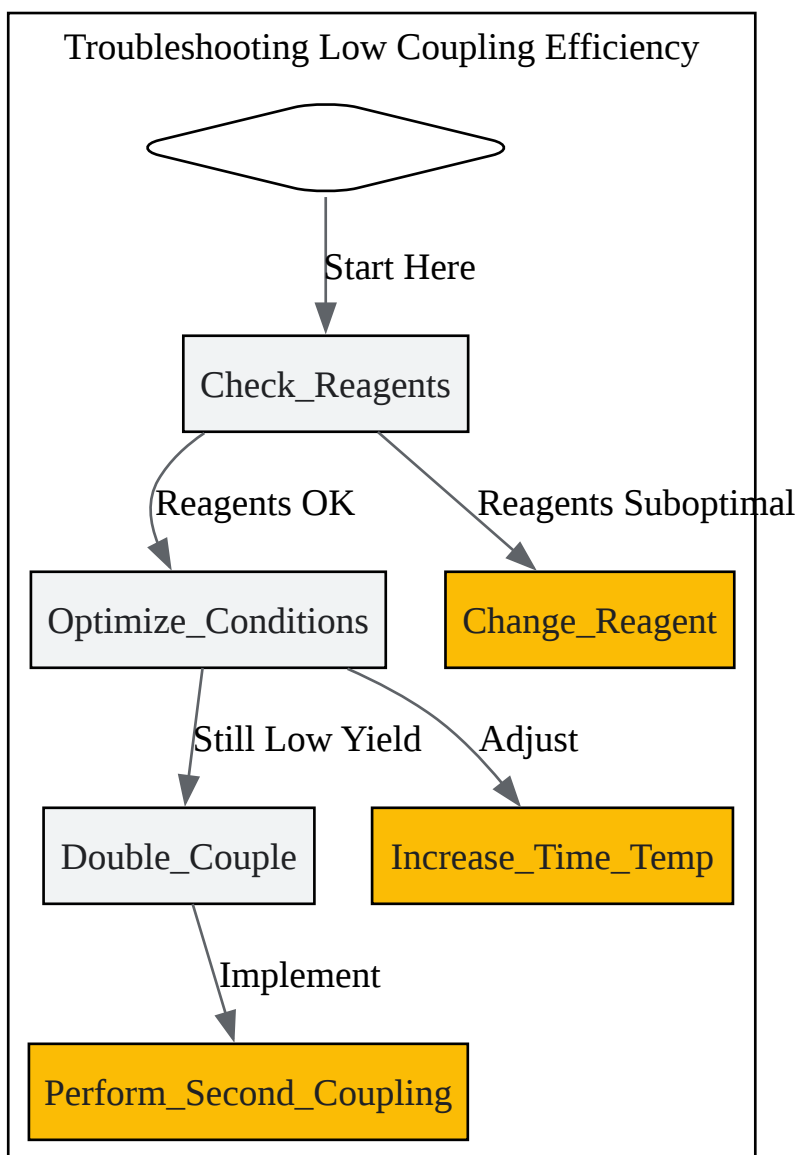 Troubleshooting Low Coupling Efficiency
Start Here
Check_Reagents
Reagents OK
Reagents Suboptimal
Optimize_Conditions
Change_Reagent
Still Low Yield
Adjust
Double_Couple
Increase_Time_Temp
Implement
Perform_Second_Coupling